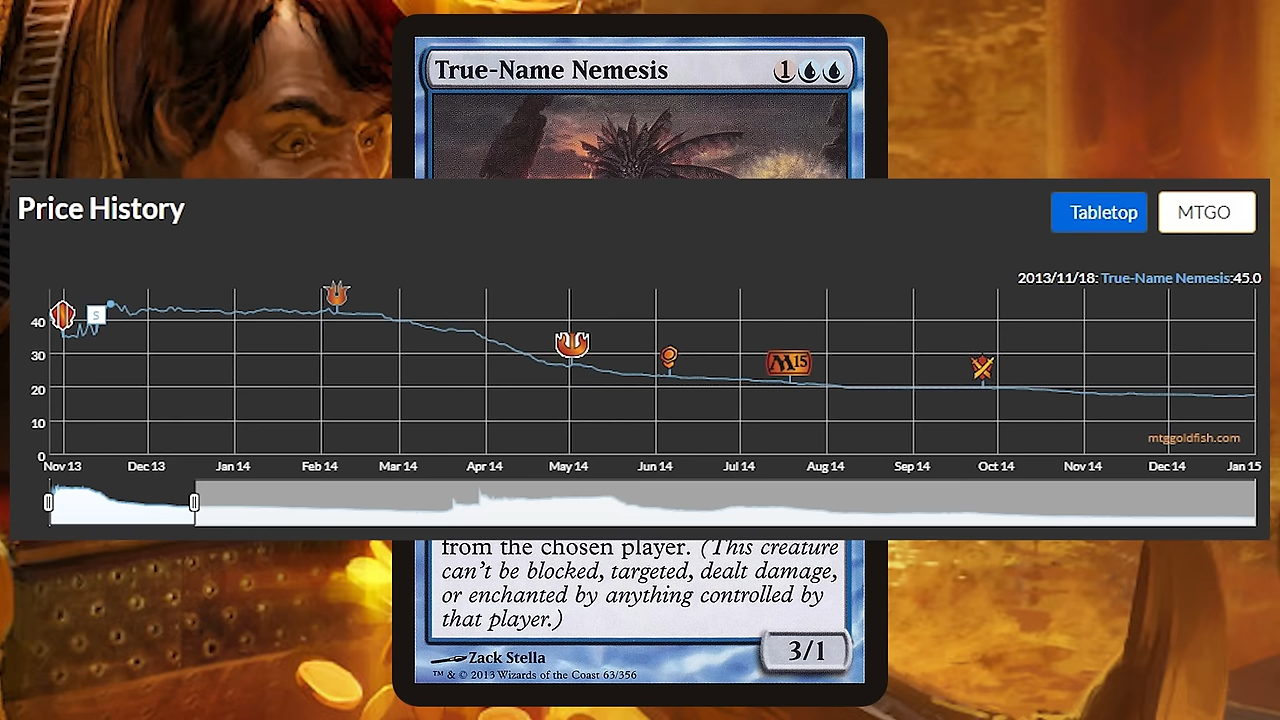 True-Name Nemesis 1
Price History
Tabletop MTGO
2013/11/18: True-Name Nemesis:45.0
S
40
30
M15
20
10
mtggoldfish.com
0
Nov 13 Dec 13 Jan 14 Feb 14 Mar 14 Apr 14 May 14 Jun 14 Jul 14 Aug 14 Sep 14 Oct 14 Nov 14 Dec 14 Jan 15
from the chosen player. (This creature
can't be blocked, targeted, dealt damage,
or enchanted by anything controlled by
that player.)
3/1
Zack Stella
™ & © 2013 Wizards of the Coast 63/356